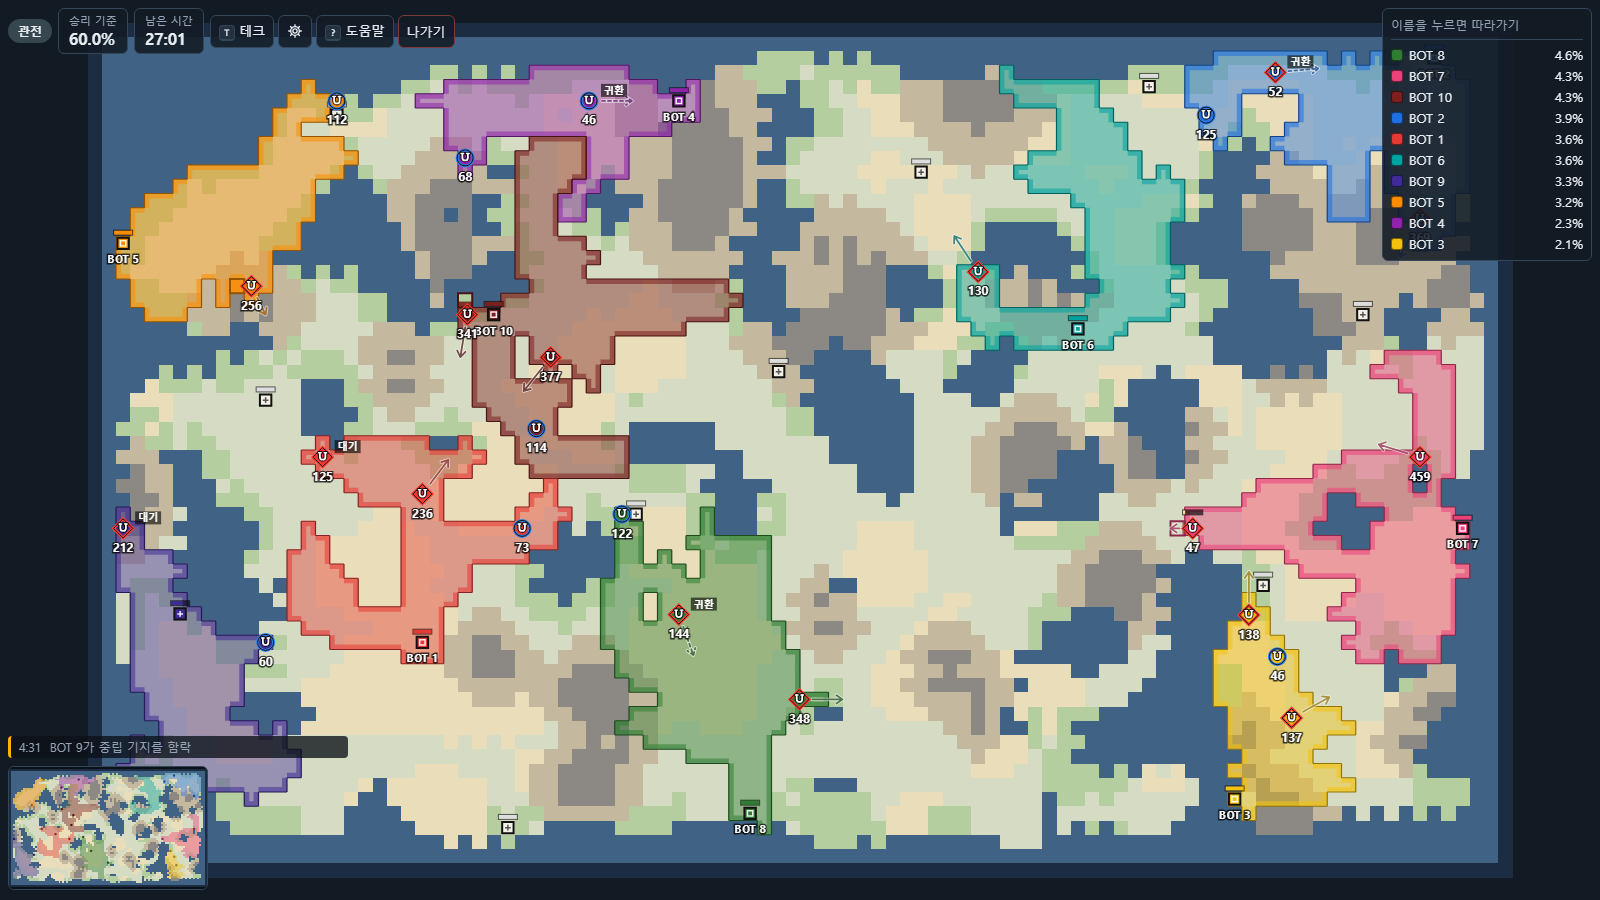 관전
승리 기준
60.0%
남은 시간
27:01
T 테크
? 도움말
나가기
이름을 누르면 따라가기
BOT 8 4.6%
BOT 7 4.3%
BOT 10 4.3%
BOT 2 3.9%
BOT 1 3.6%
BOT 6 3.6%
BOT 9 3.3%
BOT 5 3.2%
BOT 4 2.3%
BOT 3 2.1%
귀환
52
125
112
귀환
46
BOT 4
68
BOT 5
256
130
BOT 6
341
BOT 10
377
114
대기
125
236
459
대기
212
73
122
47
BOT 7
귀환
144
138
60
BOT 1
46
348
137
4:31 BOT 9가 중립 기지를 함락
BOT 3
BOT 8